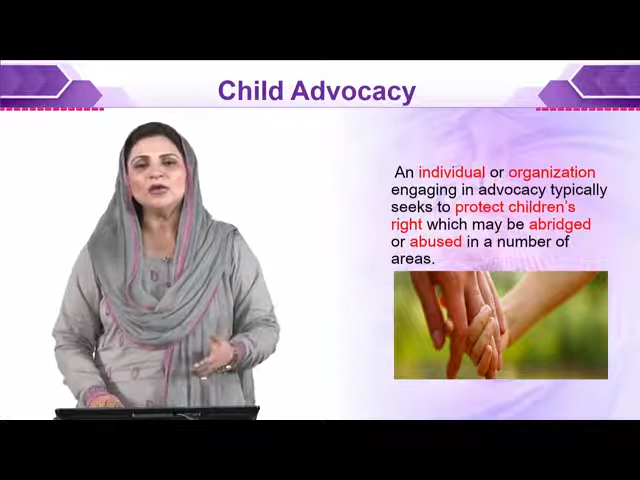 Child Advocacy
An individual or organization
engaging in advocacy typically
seeks to protect children's
right which may be abridged
or abused in a number of
areas.